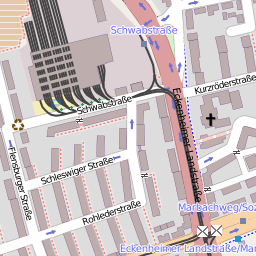 Schwabstraße
Eckenheimer Landstraße
Kurzröderstraße
Schwabstraße
Flensburger Straße
Schleswiger Straße
Rohlederstraße
Marbachweg/Soz
Eckenheimer Landstraße/Mar